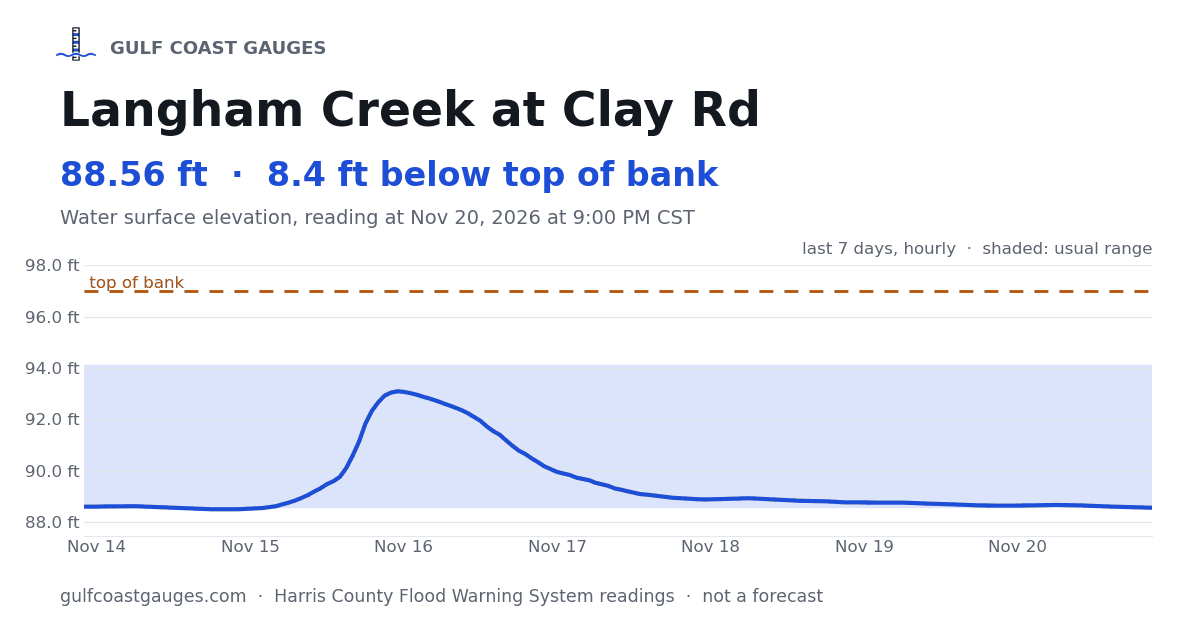 GULF COAST GAUGES
Langham Creek at Clay Rd
88.56 ft · 8.4 ft below top of bank
Water surface elevation, reading at Nov 20, 2026 at 9:00 PM CST
last 7 days, hourly · shaded: usual range
98.0 ft
top of bank
96.0 ft
94.0 ft
92.0 ft
90.0 ft
88.0 ft
Nov 14 Nov 15 Nov 16 Nov 17 Nov 18 Nov 19 Nov 20
gulfcoastgauges.com · Harris County Flood Warning System readings · not a forecast